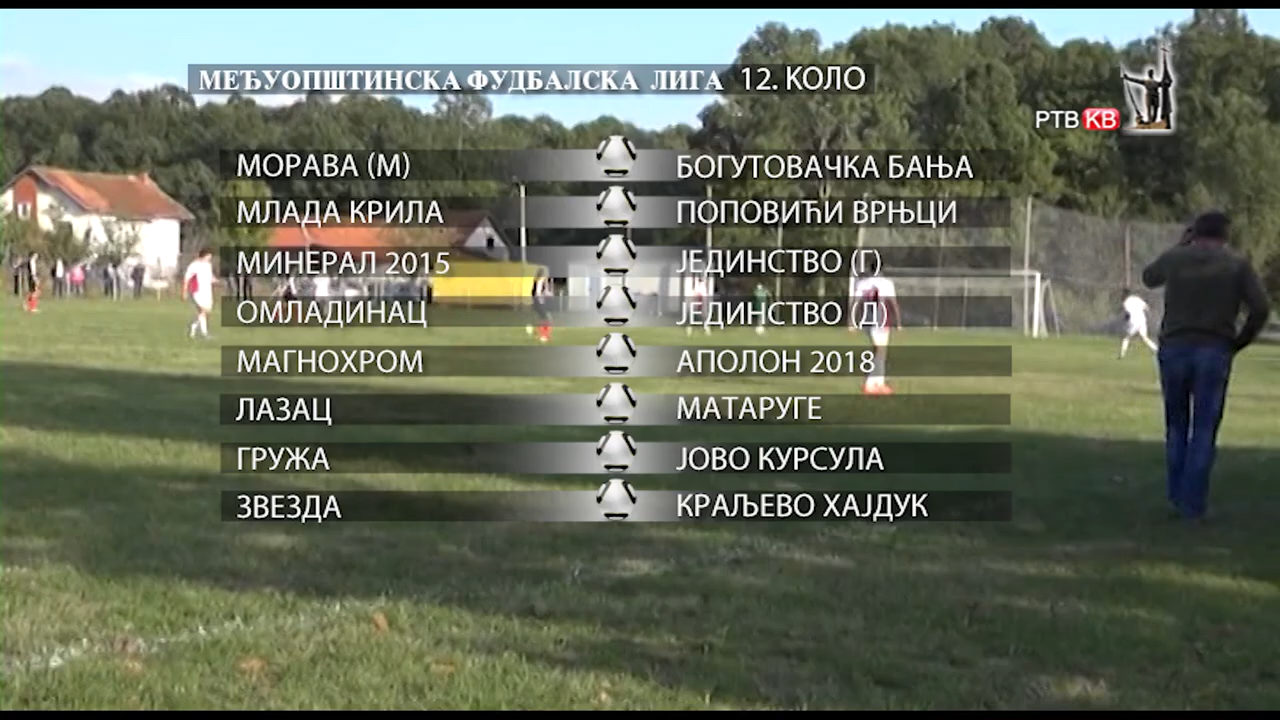 МЕЂУОПШТИНСКА ФУДБАЛСКА ЛИГА 12. КОЛО
РТВ КВ
МОРАВА (М) БОГУТОВАЧКА БАЊА
МЛАДА КРИЛА ПОПОВИЋИ ВРЊЦИ
МИНЕРАЛ 2015 ЈЕДИНСТВО (Г)
ОМЛАДИНАЦ ЈЕДИНСТВО (Д)
МАГНОХРОМ АПОЛОН 2018
ЛАЗАЦ МАТАРУГЕ
ГРУЖА ЈОВО КУРСУЛА
ЗВЕЗДА КРАЉЕВО ХАЈДУК